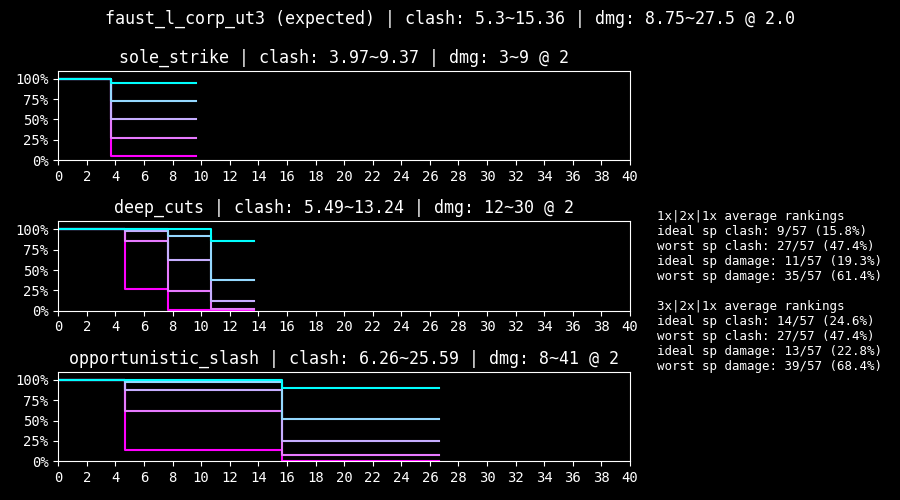 faust_l_corp_ut3 (expected) | clash: 5.3~15.36 | dmg: 8.75~27.5 @ 2.0
sole_strike | clash: 3.97~9.37 | dmg: 3~9 @ 2
100%
75%
50%
25%
0%
0 2 4 6 8 10 12 14 16 18 20 22 24 26 28 30 32 34 36 38 40
deep_cuts | clash: 5.49~13.24 | dmg: 12~30 @ 2
100%
75%
50%
25%
0%
0 2 4 6 8 10 12 14 16 18 20 22 24 26 28 30 32 34 36 38 40
opportunistic_slash | clash: 6.26~25.59 | dmg: 8~41 @ 2
100%
75%
50%
25%
0%
0 2 4 6 8 10 12 14 16 18 20 22 24 26 28 30 32 34 36 38 40
1x|2x|1x average rankings
ideal sp clash: 9/57 (15.8%)
worst sp clash: 27/57 (47.4%)
ideal sp damage: 11/57 (19.3%)
worst sp damage: 35/57 (61.4%)
3x|2x|1x average rankings
ideal sp clash: 14/57 (24.6%)
worst sp clash: 27/57 (47.4%)
ideal sp damage: 13/57 (22.8%)
worst sp damage: 39/57 (68.4%)